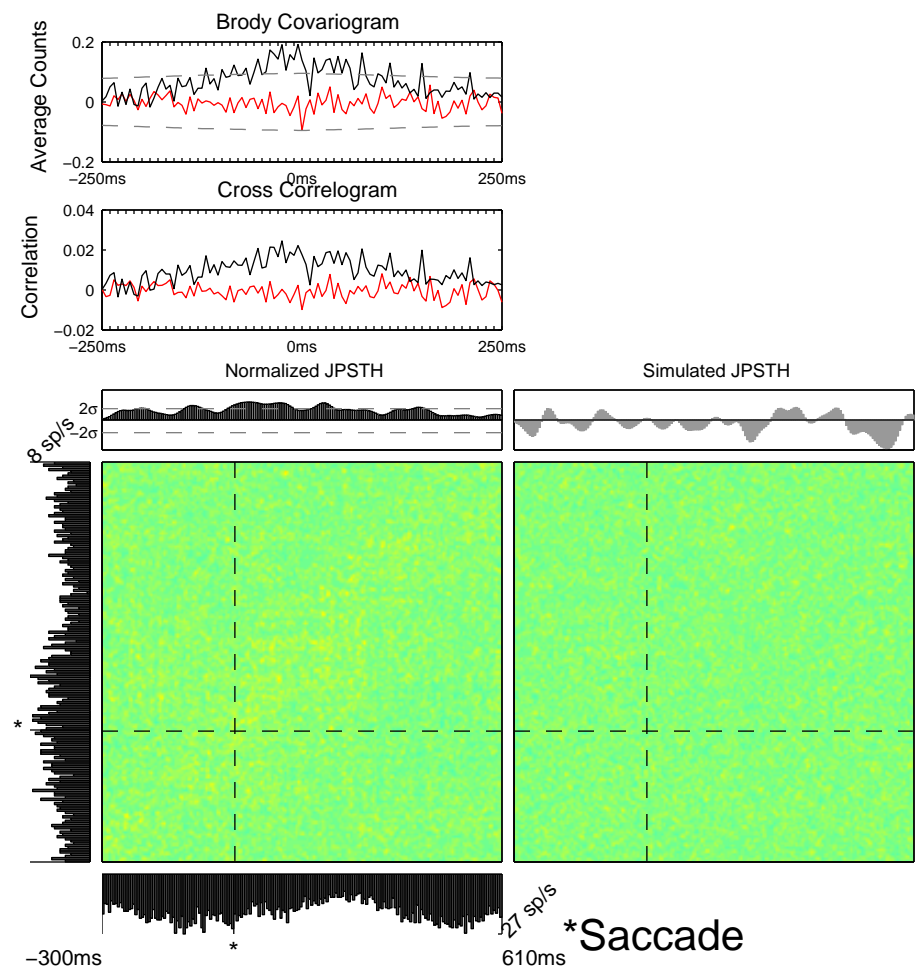 Brody Covariogram
Average Counts
0.2
0
−0.2
−250ms 0ms 250ms
Cross Correlogram
Correlation
0.04
0.02
0
−0.02
−250ms 0ms 250ms
Normalized JPSTH Simulated JPSTH
2σ
−2σ
8 sp/s
*
27 sp/s
*
*Saccade
−300ms 610ms